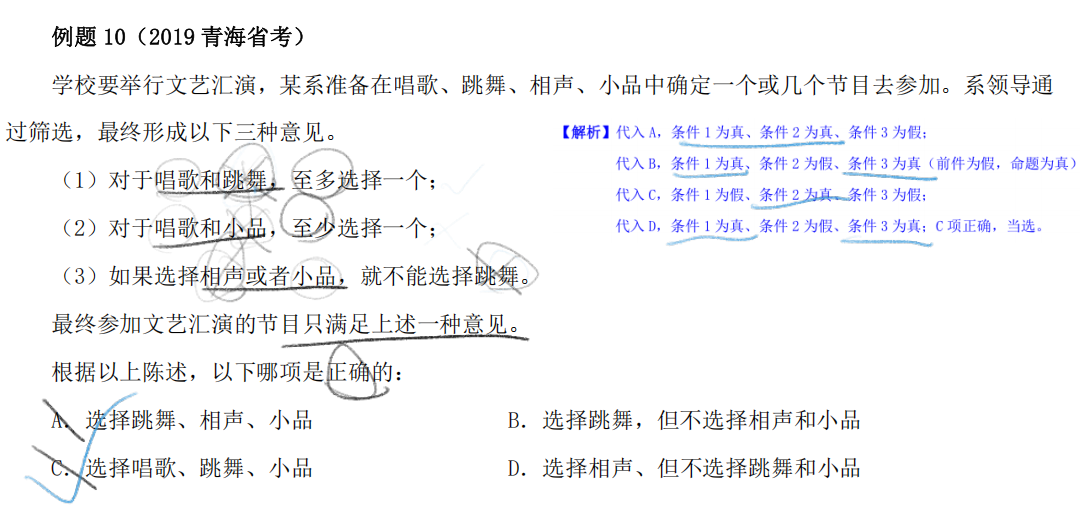 例题 10（2019 青海省考）
学校要举行文艺汇演，某系准备在唱歌、跳舞、相声、小品中确定一个或几个节目去参加。系领导通
过筛选，最终形成以下三种意见。
（1）对于唱歌和跳舞，至多选择一个；
（2）对于唱歌和小品，至少选择一个；
（3）如果选择相声或者小品，就不能选择跳舞。
最终参加文艺汇演的节目只满足上述一种意见。
根据以上陈述，以下哪项是正确的：
A. 选择跳舞、相声、小品
B. 选择跳舞，但不选择相声和小品
C. 选择唱歌、跳舞、小品
D. 选择相声、但不选择跳舞和小品
【解析】代入 A，条件 1 为真、条件 2 为真、条件 3 为假；
代入 B，条件 1 为真、条件 2 为假、条件 3 为真（前件为假，命题为真）
代入 C，条件 1 为假、条件 2 为真、条件 3 为假；
代入 D，条件 1 为真、条件 2 为假、条件 3 为真；C 项正确，当选。